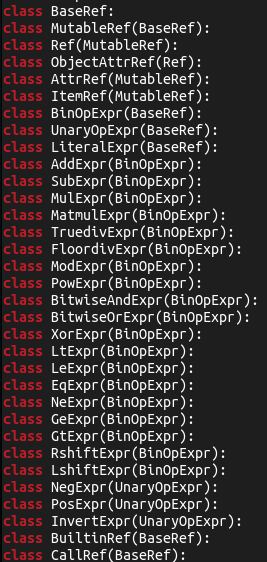 class BaseRef:
class MutableRef(BaseRef):
class Ref(MutableRef):
class ObjectAttrRef(Ref):
class AttrRef(MutableRef):
class ItemRef(MutableRef):
class BinOpExpr(BaseRef):
class UnaryOpExpr(BaseRef):
class LiteralExpr(BaseRef):
class AddExpr(BinOpExpr):
class SubExpr(BinOpExpr):
class MulExpr(BinOpExpr):
class MatmulExpr(BinOpExpr):
class TruedivExpr(BinOpExpr):
class FloordivExpr(BinOpExpr):
class ModExpr(BinOpExpr):
class PowExpr(BinOpExpr):
class BitwiseAndExpr(BinOpExpr):
class BitwiseOrExpr(BinOpExpr):
class XorExpr(BinOpExpr):
class LtExpr(BinOpExpr):
class LeExpr(BinOpExpr):
class EqExpr(BinOpExpr):
class NeExpr(BinOpExpr):
class GeExpr(BinOpExpr):
class GtExpr(BinOpExpr):
class RshiftExpr(BinOpExpr):
class LshiftExpr(BinOpExpr):
class NegExpr(UnaryOpExpr):
class PosExpr(UnaryOpExpr):
class InvertExpr(UnaryOpExpr):
class BuiltinRef(BaseRef):
class CallRef(BaseRef):